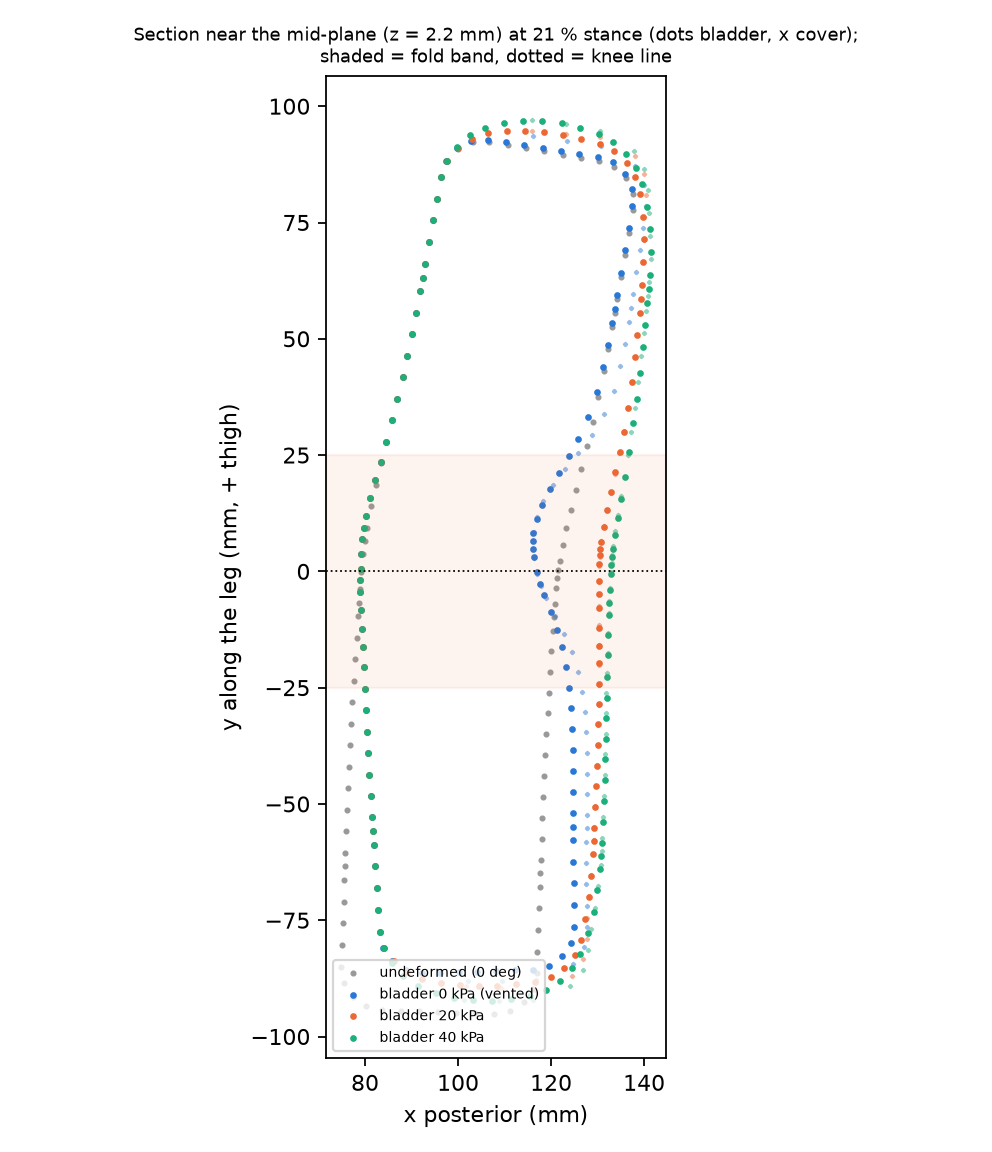 Section near the mid-plane (z = 2.2 mm) at 21 % stance (dots bladder, x cover);
shaded = fold band, dotted = knee line
100
75
50
25
0
−25
−50
−75
−100
y along the leg (mm, + thigh)
undeformed (0 deg)
bladder 0 kPa (vented)
bladder 20 kPa
bladder 40 kPa
80
100
120
140
x posterior (mm)